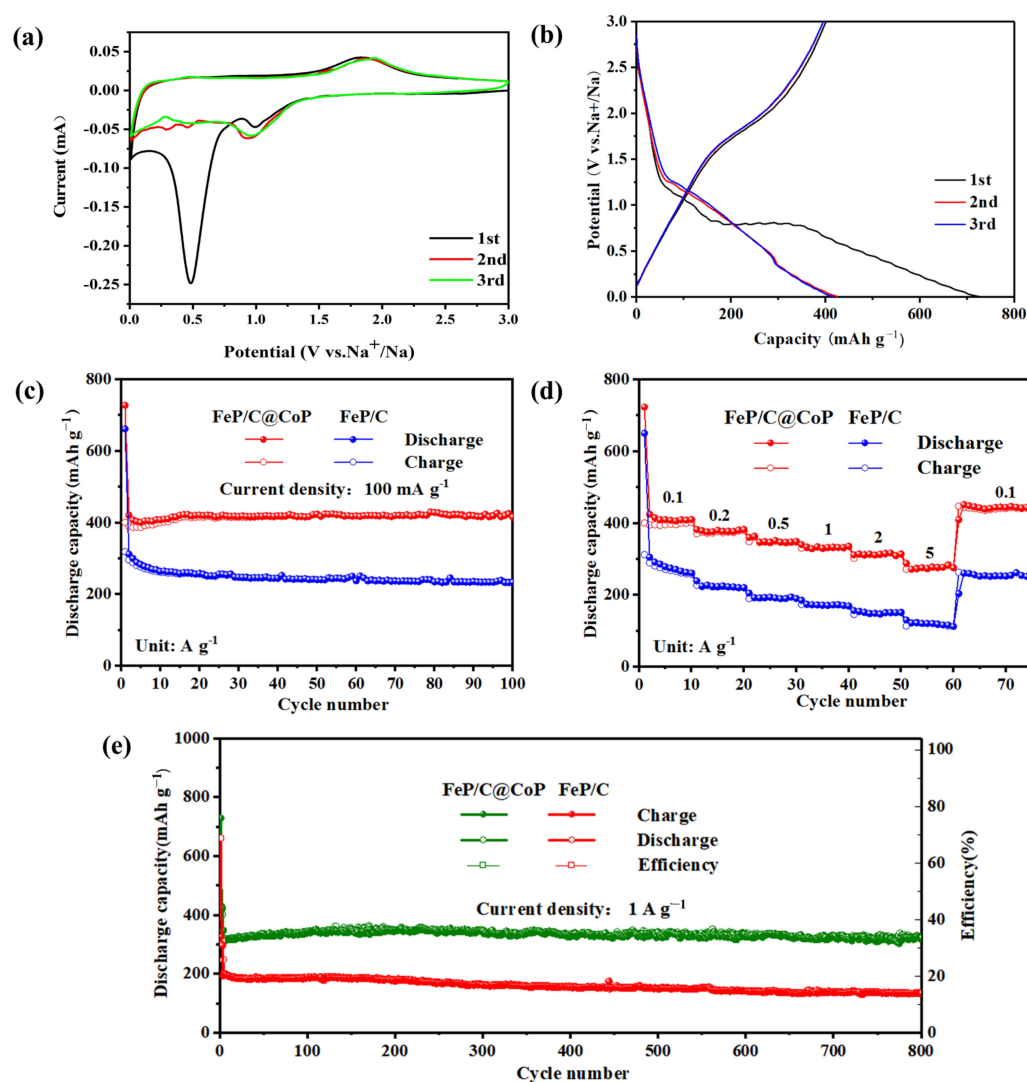 (a)
0.05
0.00
-0.05
-0.10
-0.15
-0.20
-0.25
Current (mA)
1st
2nd
3rd
0.0 0.5 1.0 1.5 2.0 2.5 3.0
Potential (V vs.Na+/Na)
(b)
3.0
2.5
2.0
1.5
1.0
0.5
0.0
Potential (V vs.Na+/Na)
1st
2nd
3rd
0 200 400 600 800
Capacity (mAh g−1)
(c)
800
600
400
200
0
Discharge capacity (mAh g−1)
FeP/C@CoP FeP/C
Discharge
Charge
Current density: 100 mA g-1
Unit: A g−1
0 10 20 30 40 50 60 70 80 90 100
Cycle number
(d)
800
600
400
200
0
Discharge capacity (mAh g−1)
FeP/C@CoP FeP/C
Discharge
Charge
0.1 0.2 0.5 1 2 5 0.1
Unit: A g−1
0 10 20 30 40 50 60 70
Cycle number
(e)
1000
800
600
400
200
0
Discharge capacity(mAh g−1)
FeP/C@CoP FeP/C
Charge
Discharge
Efficiency
Current density: 1 A g−1
100
80
60
40
20
0
Efficiency(%)
0 100 200 300 400 500 600 700 800
Cycle number